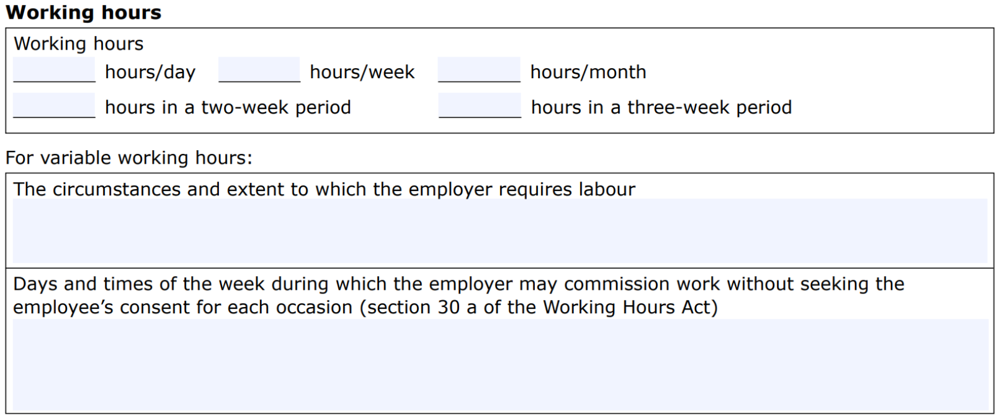 Working hours
Working hours
hours/day hours/week hours/month
hours in a two-week period hours in a three-week period
For variable working hours:
The circumstances and extent to which the employer requires labour
Days and times of the week during which the employer may commission work without seeking the
employee’s consent for each occasion (section 30 a of the Working Hours Act)